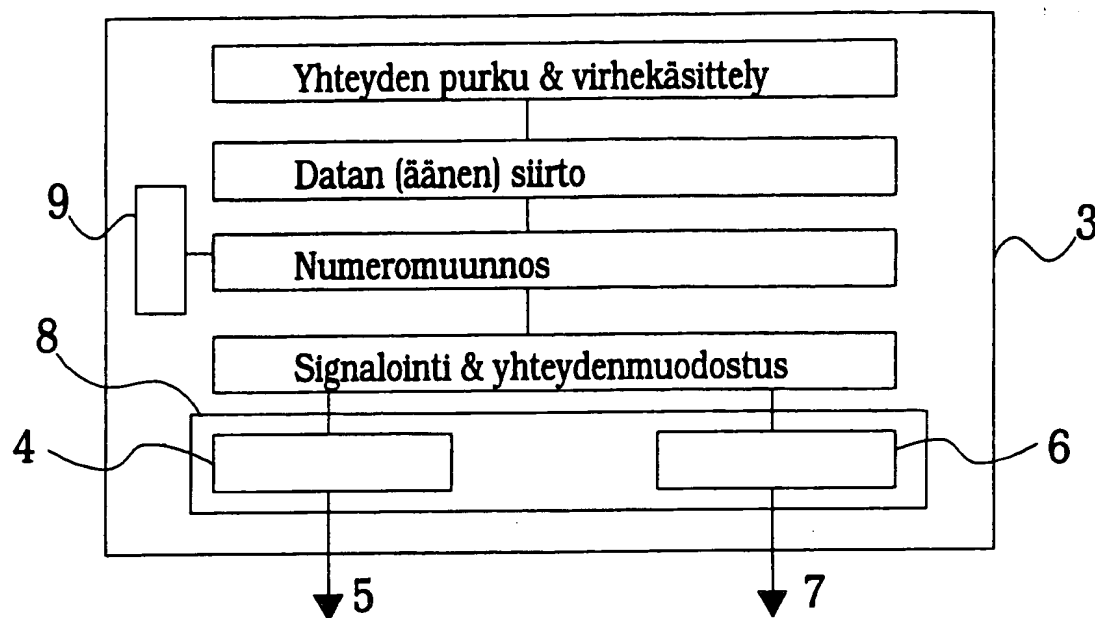 Yhteyden purku & virhekäsittely
Datan (äänen) siirto
9
3
Numeromuunnos
8
Signalointi & yhteydenmuodostus
4
6
5
7